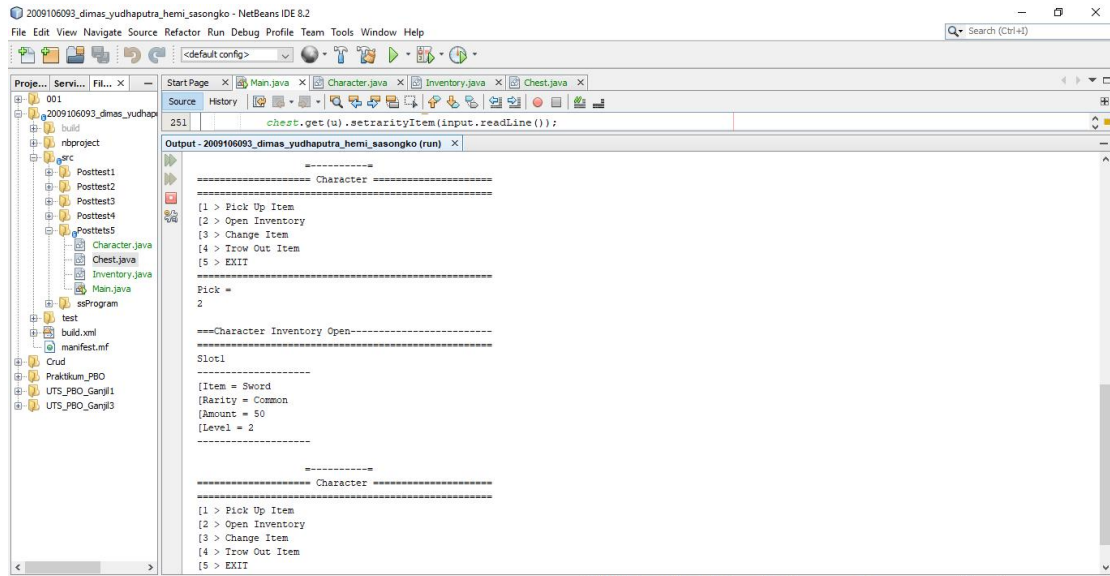 2009106093_dimas_yudhaputra_hemi_sasongko - NetBeans IDE 8.2
File Edit View Navigate Source Refactor Run Debug Profile Team Tools Window Help
Search (Ctrl+I)
<default config>
Proje... Servi... Fil...
Start Page Main.java Character.java Inventory.java Chest.java
Source History
251 chest.get(u).setrarityItem(input.readLine());
001
2009106093_dimas_yudhap
build
nbproject
src
Posttest1
Posttest2
Posttest3
Posttest4
Posttets5
Character.java
Chest.java
Inventory.java
Main.java
ssProgram
test
build.xml
manifest.mf
Crud
Praktikum_PBO
UTS_PBO_Ganjil1
UTS_PBO_Ganjil3
Output - 2009106093_dimas_yudhaputra_hemi_sasongko (run)
=----------=
==================== Character =====================
====================================================
[1 > Pick Up Item
[2 > Open Inventory
[3 > Change Item
[4 > Trow Out Item
[5 > EXIT
====================================================
Pick =
2
===Character Inventory Open-------------------------
====================================================
Slot1
--------------------
[Item = Sword
[Rarity = Common
[Amount = 50
[Level = 2
--------------------
=----------=
==================== Character =====================
====================================================
[1 > Pick Up Item
[2 > Open Inventory
[3 > Change Item
[4 > Trow Out Item
[5 > EXIT